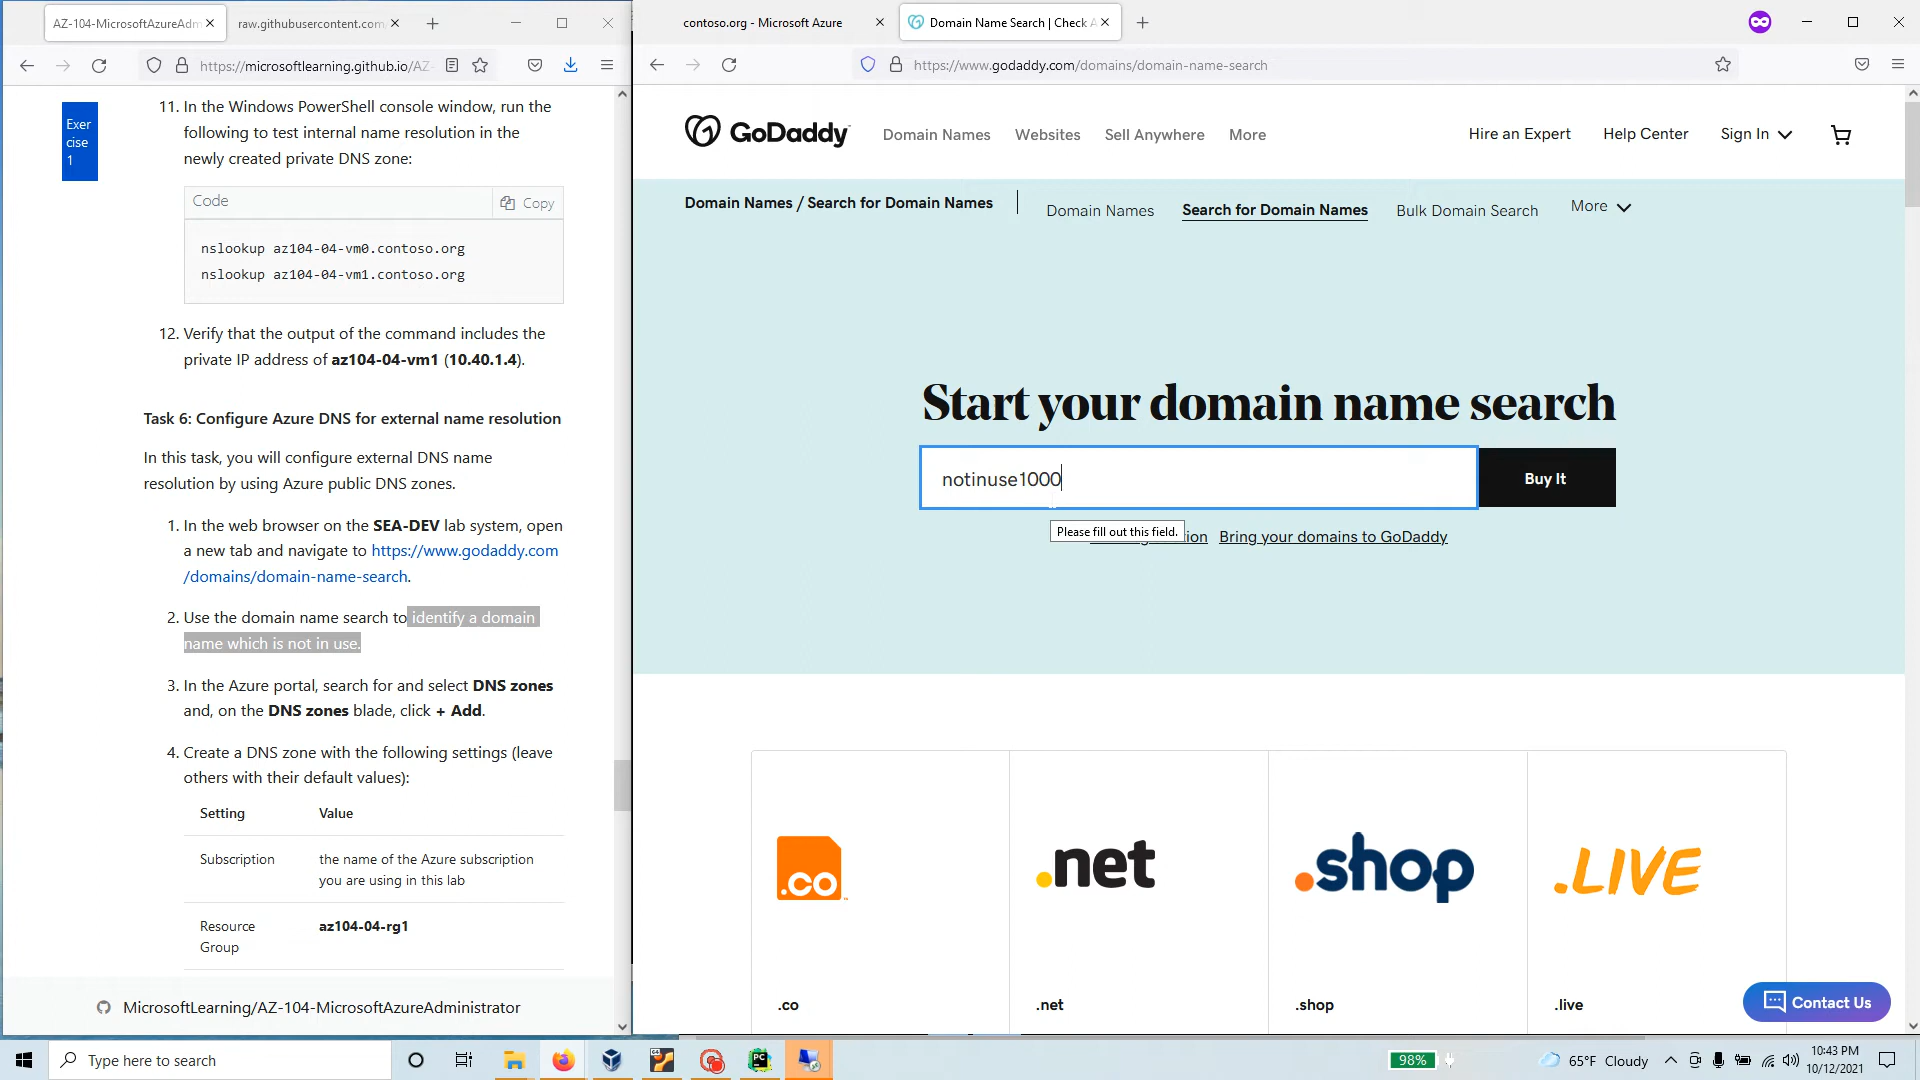 AZ-104-MicrosoftAzureAdm
raw.githubusercontent.com
https://microsoftlearning.github.io/AZ-
Exer
cise
1
11. In the Windows PowerShell console window, run the
following to test internal name resolution in the
newly created private DNS zone:
Code
Copy
nslookup az104-04-vm0.contoso.org
nslookup az104-04-vm1.contoso.org
12. Verify that the output of the command includes the
private IP address of az104-04-vm1 (10.40.1.4).
Task 6: Configure Azure DNS for external name resolution
In this task, you will configure external DNS name
resolution by using Azure public DNS zones.
1. In the web browser on the SEA-DEV lab system, open
a new tab and navigate to https://www.godaddy.com
/domains/domain-name-search.
2. Use the domain name search to identify a domain
name which is not in use.
3. In the Azure portal, search for and select DNS zones
and, on the DNS zones blade, click + Add.
4. Create a DNS zone with the following settings (leave
others with their default values):
Setting Value
Subscription the name of the Azure subscription
you are using in this lab
Resource
Group
az104-04-rg1
MicrosoftLearning/AZ-104-MicrosoftAzureAdministrator
contoso.org - Microsoft Azure
Domain Name Search | Check A
https://www.godaddy.com/domains/domain-name-search
GoDaddy
Domain Names Websites Sell Anywhere More
Hire an Expert Help Center Sign In
Domain Names / Search for Domain Names
Domain Names Search for Domain Names Bulk Domain Search More
Start your domain name search
notinuse1000
Buy It
Please fill out this field.
Bring your domains to GoDaddy
.co
.net
.shop
.LIVE
.co
.net
.shop
.live
Contact Us
Type here to search
98%
65°F Cloudy
10:43 PM
10/12/2021